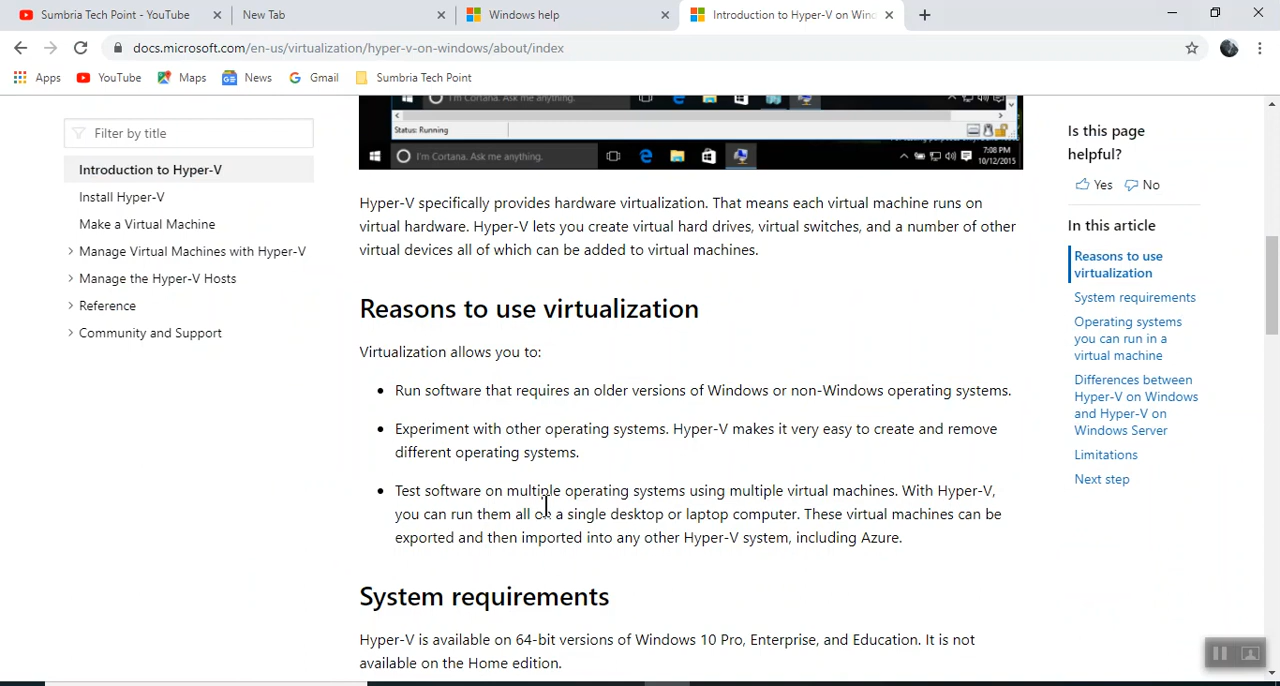 Sumbria Tech Point - YouTube
New Tab
Windows help
Introduction to Hyper-V on Wind
docs.microsoft.com/en-us/virtualization/hyper-v-on-windows/about/index
Apps YouTube Maps News Gmail Sumbria Tech Point
Filter by title
Introduction to Hyper-V
Install Hyper-V
Make a Virtual Machine
Manage Virtual Machines with Hyper-V
Manage the Hyper-V Hosts
Reference
Community and Support
I'm Cortana. Ask me anything.
Status: Running
I'm Cortana. Ask me anything.
7:08 PM
10/12/2015
Hyper-V specifically provides hardware virtualization. That means each virtual machine runs on
virtual hardware. Hyper-V lets you create virtual hard drives, virtual switches, and a number of other
virtual devices all of which can be added to virtual machines.
Reasons to use virtualization
Virtualization allows you to:
• Run software that requires an older versions of Windows or non-Windows operating systems.
• Experiment with other operating systems. Hyper-V makes it very easy to create and remove
different operating systems.
• Test software on multiple operating systems using multiple virtual machines. With Hyper-V,
you can run them all on a single desktop or laptop computer. These virtual machines can be
exported and then imported into any other Hyper-V system, including Azure.
System requirements
Hyper-V is available on 64-bit versions of Windows 10 Pro, Enterprise, and Education. It is not
available on the Home edition.
Is this page
helpful?
Yes No
In this article
Reasons to use
virtualization
System requirements
Operating systems
you can run in a
virtual machine
Differences between
Hyper-V on Windows
and Hyper-V on
Windows Server
Limitations
Next step